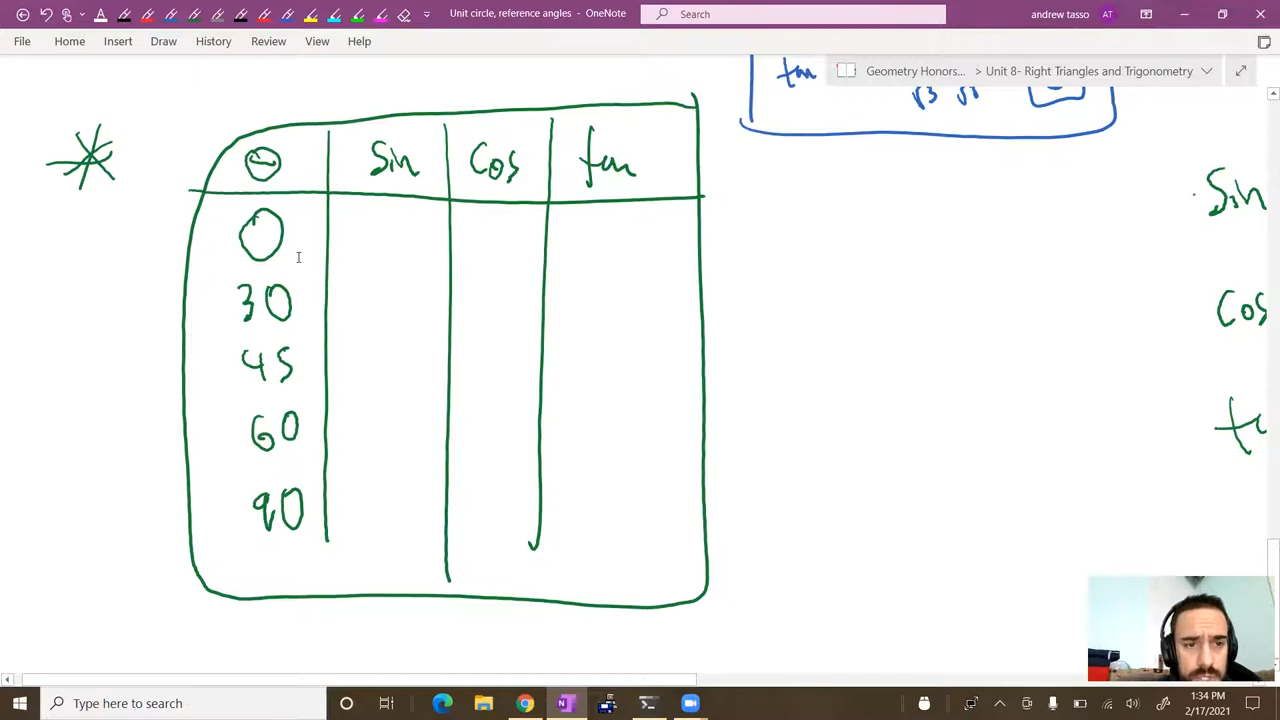 Unit circle, reference angles - OneNote
Search
andrew tasso
AT
File Home Insert Draw History Review View Help
tan
Geometry Honors... > Unit 8- Right Triangles and Trigonometry
√3
θ sin cos tan
0
30
45
60
90
Sin
Cos
Type here to search
1:34 PM
2/17/2021